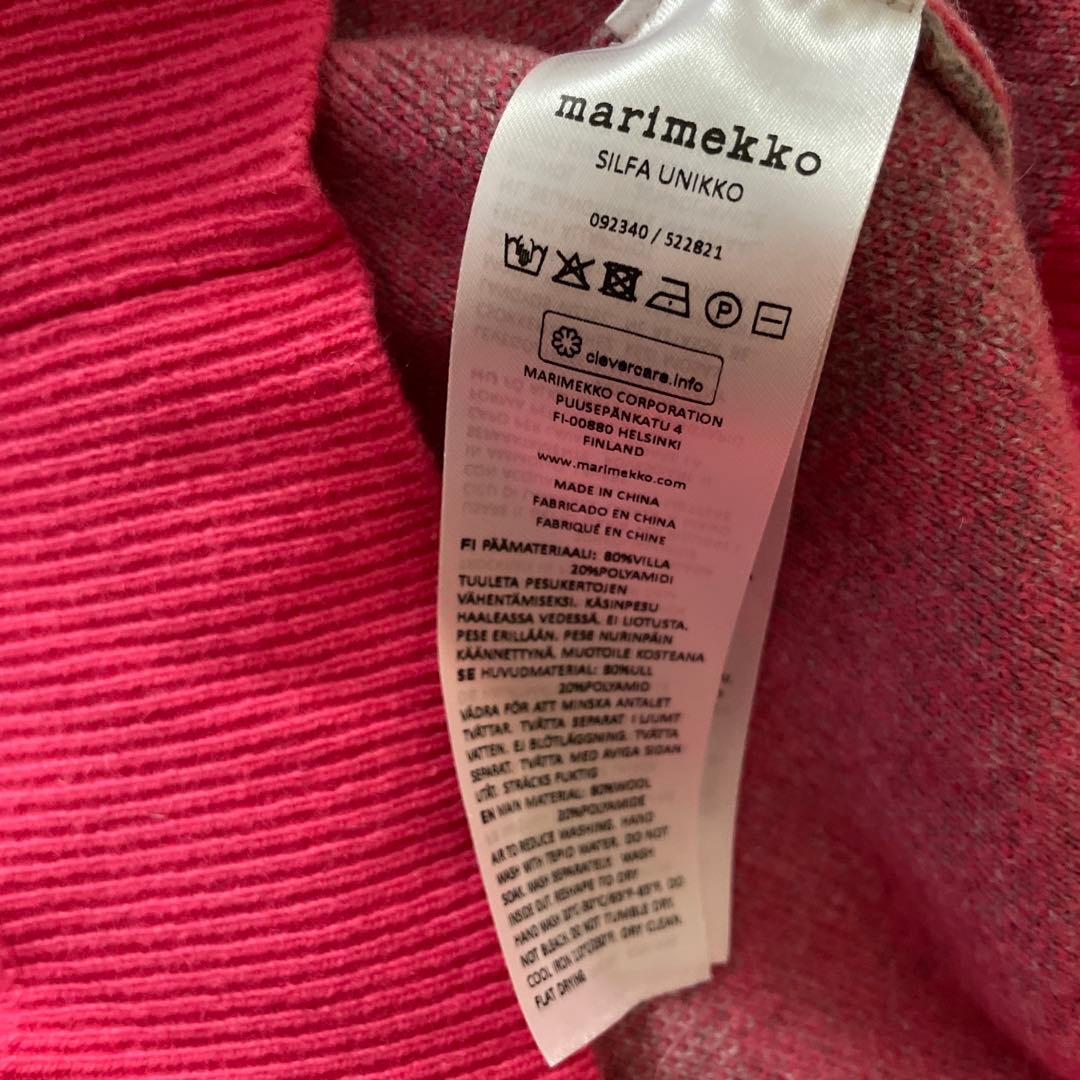 marimekko
SILFA UNIKKO
092340 / 522821
P
clevercare.info
MARIMEKKO CORPORATION
PUUSEPÄNKATU 4
FI-00880 HELSINKI
FINLAND
www.marimekko.com
MADE IN CHINA
FABRICADO EN CHINA
FABRIQUÉ EN CHINE
FI PÄÄMATERIAALI: 80%VILLA
20%POLYAMIDI
TUULETA PESUKERTOJEN
VÄHENTÄMISEKSI. KÄSINPESU
HAALEASSA VEDESSÄ. EI LIOTUSTA.
PESE ERILLÄÄN. PESE NURINPÄIN
KÄÄNNETTYNÄ. MUOTOILE KOSTEANA
SE HUVUDMATERIAL: 80%ULL
20%POLYAMID
VÄDRA FÖR ATT MINSKA ANTALET
TVÄTTAR. TVÄTTA SEPARAT I LJUMT
VATTEN. EJ BLÖTLÄGGNING. TVÄTTA
SEPARAT. TVÄTTA MED AVIGA SIDAN
UTÅT. STRÄCKS FUKTIG
EN MAIN MATERIAL: 80%WOOL
20%POLYAMIDE
AIR TO REDUCE WASHING. HAND
WASH WITH TEPID WATER. DO NOT
SOAK. WASH SEPARATELY. WASH
INSIDE OUT. RESHAPE TO DRY
HAND WASH DO
NOT BLEACH. DO NOT TUMBLE DRY.
COOL IRON DRY CLEAN.
FLAT DRYING